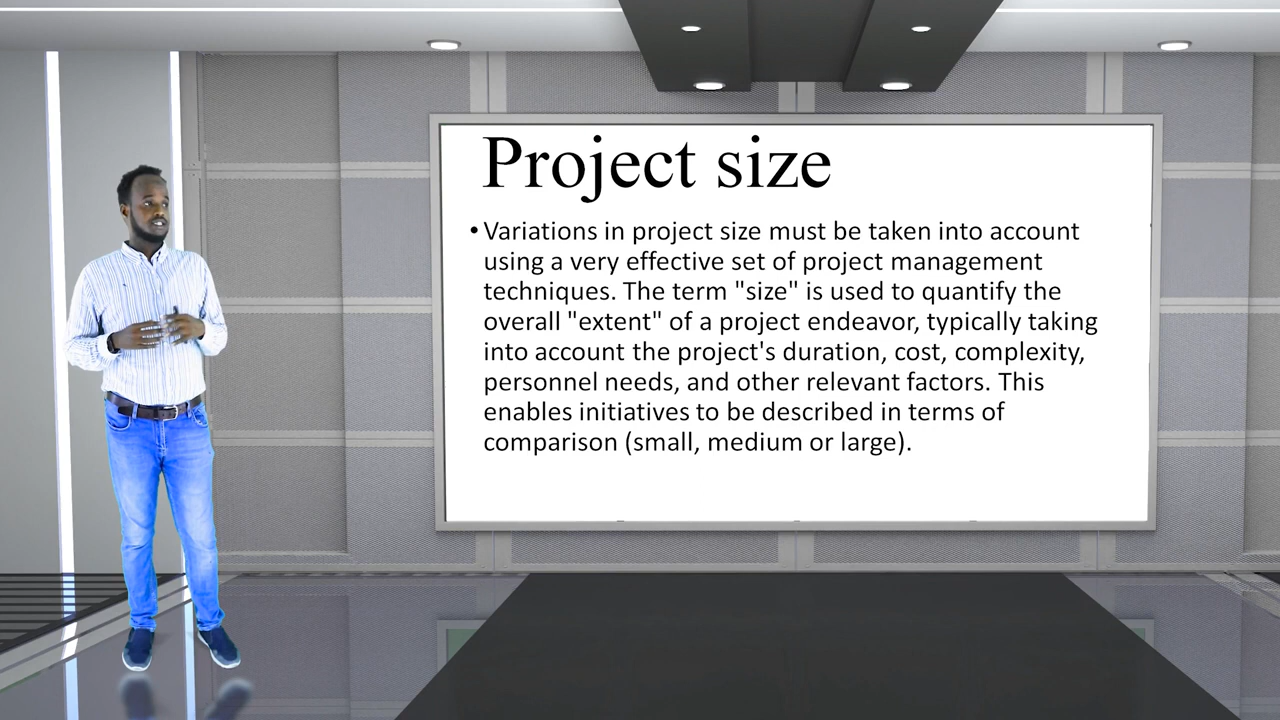 Project size
• Variations in project size must be taken into account
using a very effective set of project management
techniques. The term "size" is used to quantify the
overall "extent" of a project endeavor, typically taking
into account the project's duration, cost, complexity,
personnel needs, and other relevant factors. This
enables initiatives to be described in terms of
comparison (small, medium or large).